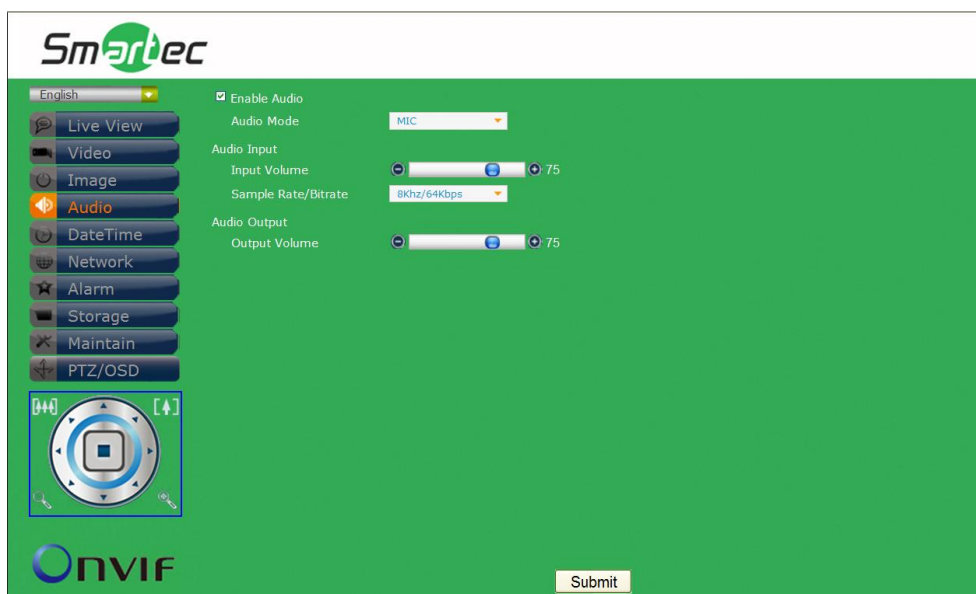 Smartec
English
Live View
Video
Image
Audio
DateTime
Network
Alarm
Storage
Maintain
PTZ/OSD
Enable Audio
Audio Mode MIC
Audio Input
Input Volume 75
Sample Rate/Bitrate 8Khz/64Kbps
Audio Output
Output Volume 75
Onvif
Submit